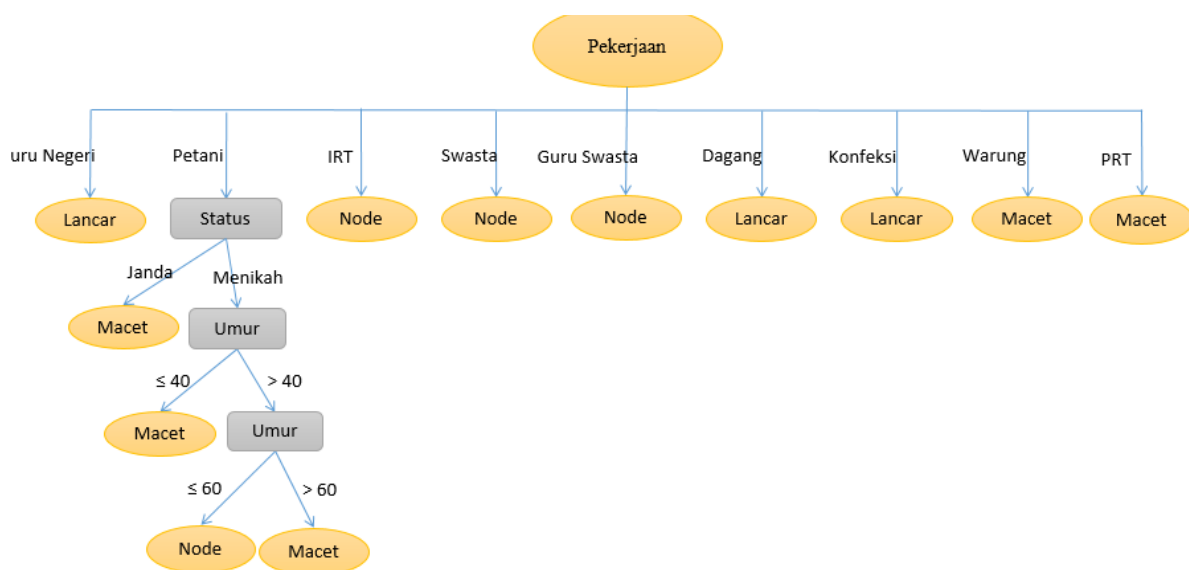 Pekerjaan
uru Negeri
Petani
IRT
Swasta
Guru Swasta
Dagang
Konfeksi
Warung
PRT
Lancar
Status
Node
Node
Node
Lancar
Lancar
Macet
Macet
Janda
Menikah
Macet
Umur
≤ 40
> 40
Macet
Umur
≤ 60
> 60
Node
Macet